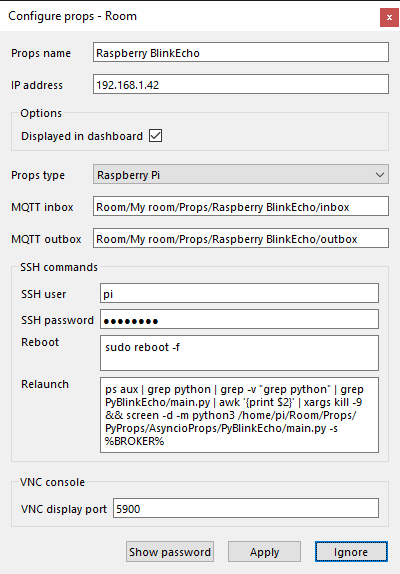 Configure props - Room
x
Props name Raspberry BlinkEcho
IP address 192.168.1.42
Options
Displayed in dashboard
Props type Raspberry Pi
MQTT inbox Room/My room/Props/Raspberry BlinkEcho/inbox
MQTT outbox Room/My room/Props/Raspberry BlinkEcho/outbox
SSH commands
SSH user pi
SSH password ●●●●●●●●
Reboot sudo reboot -f
Relaunch ps aux | grep python | grep -v "grep python" | grep
PyBlinkEcho/main.py | awk '{print $2}' | xargs kill -9
&& screen -d -m python3 /home/pi/Room/Props/
PyProps/AsyncioProps/PyBlinkEcho/main.py -s
%BROKER%
VNC console
VNC display port 5900
Show password Apply Ignore